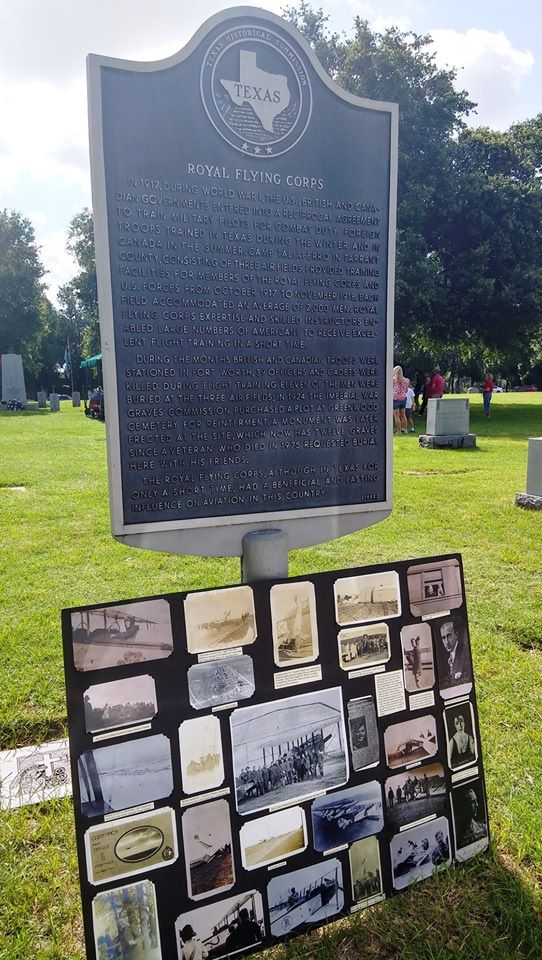 TEXAS HISTORICAL COMMISSION
TEXAS
ROYAL FLYING CORPS
IN 1917, DURING WORLD WAR I, THE U.S., BRITISH, AND CANA-
DIAN GOVERNMENTS ENTERED INTO A RECIPROCAL AGREEMENT
TO TRAIN MILITARY PILOTS FOR COMBAT DUTY. FOREIGN
TROOPS TRAINED IN TEXAS DURING THE WINTER AND IN
CANADA IN THE SUMMER. CAMP TALIAFERRO IN TARRANT
COUNTY, CONSISTING OF THREE AIR FIELDS, PROVIDED TRAINING
FACILITIES FOR MEMBERS OF THE ROYAL FLYING CORPS AND
U.S. FORCES FROM OCTOBER 1917 TO NOVEMBER 1918. EACH
FIELD ACCOMMODATED AN AVERAGE OF 2,000 MEN. ROYAL
FLYING CORPS EXPERTISE AND SKILLED INSTRUCTORS EN-
ABLED LARGE NUMBERS OF AMERICANS TO RECEIVE EXCEL-
LENT FLIGHT TRAINING IN A SHORT TIME.
DURING THE MONTHS BRITISH AND CANADIAN TROOPS WERE
STATIONED IN FORT WORTH, 39 OFFICERS AND CADETS WERE
KILLED DURING FLIGHT TRAINING. ELEVEN OF THE MEN WERE
BURIED AT THE THREE AIR FIELDS. IN 1924 THE IMPERIAL WAR
GRAVES COMMISSION PURCHASED A PLOT AT GREENWOOD
CEMETERY FOR REINTERMENT. A MONUMENT WAS LATER
ERECTED AT THE SITE, WHICH NOW HAS TWELVE GRAVES
SINCE A VETERAN WHO DIED IN 1975 REQUESTED BURIAL
HERE WITH HIS FRIENDS.
THE ROYAL FLYING CORPS, ALTHOUGH IN TEXAS FOR
ONLY A SHORT TIME, HAD A BENEFICIAL AND LASTING
INFLUENCE ON AVIATION IN THIS COUNTRY.